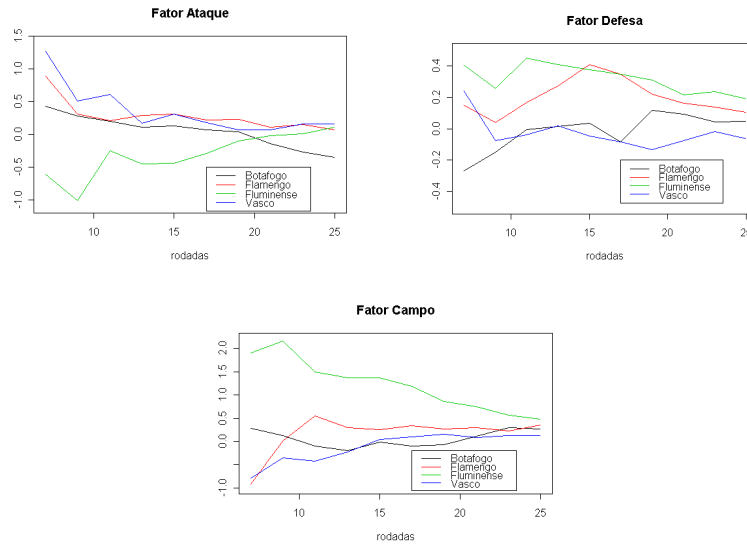 Fator Ataque
1.5
1.0
0.5
0.0
-0.5
-1.0
Botafogo
Flamengo
Fluminense
Vasco
10
15
20
25
rodadas
Fator Defesa
0.4
0.2
0.0
-0.2
-0.4
Botafogo
Flamengo
Fluminense
Vasco
10
15
20
25
rodadas
Fator Campo
2.0
1.0
0.5
0.0
-1.0
Botafogo
Flamengo
Fluminense
Vasco
10
15
20
25
rodadas